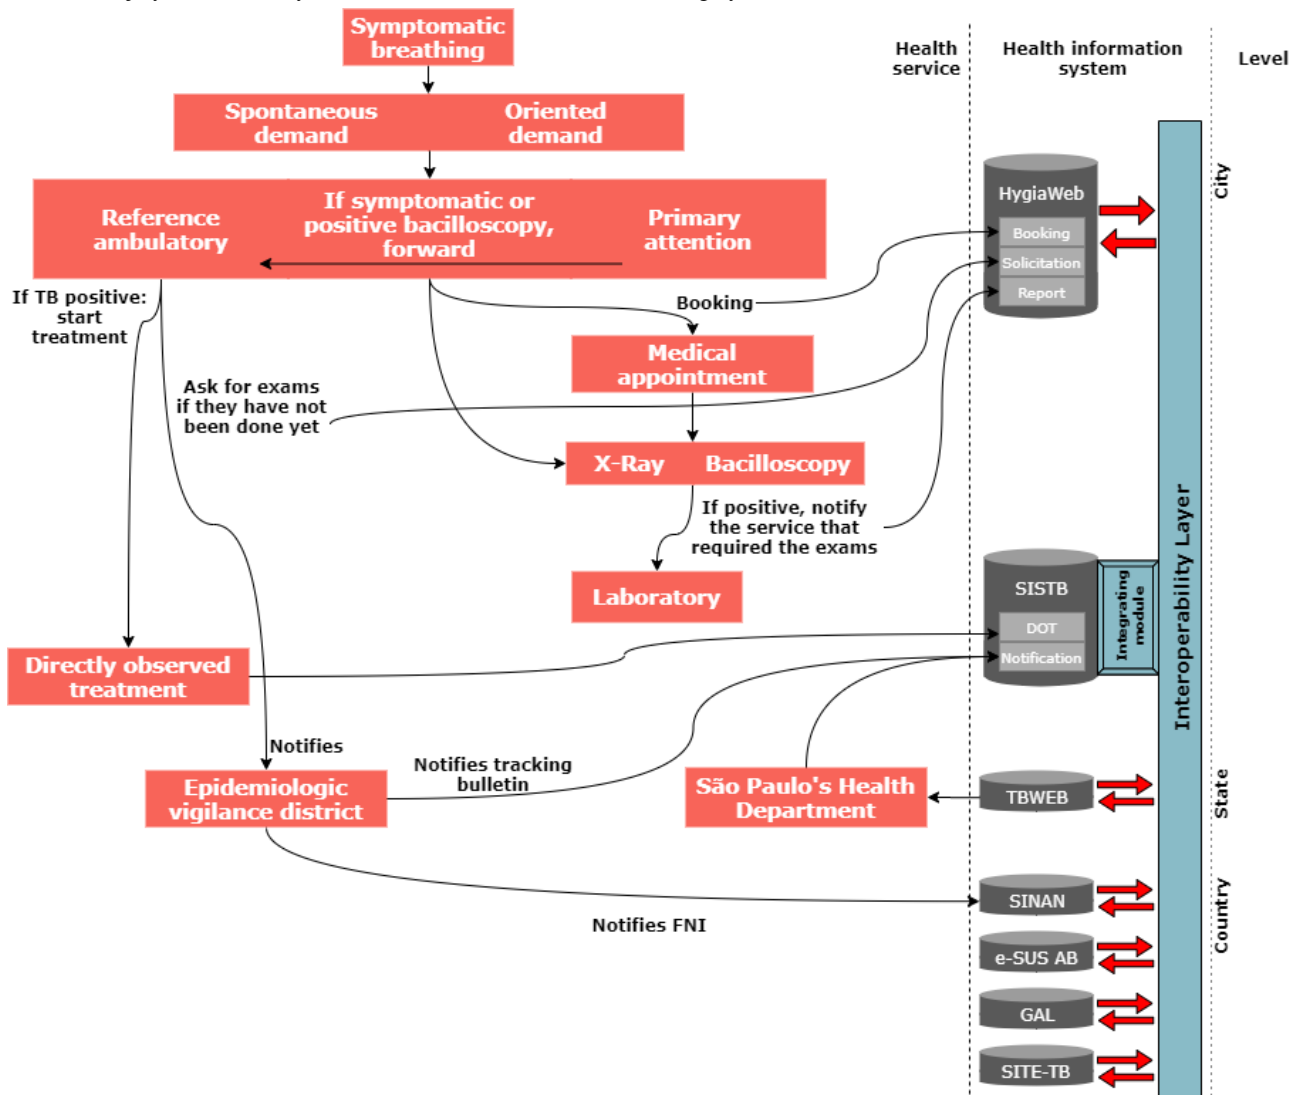 Symptomatic
breathing
Health
service
Health information
system
Level
Spontaneous
demand
Oriented
demand
Reference
ambulatory
If symptomatic or
positive bacilloscopy,
forward
Primary
attention
HygiaWeb
Booking
Solicitation
Report
City
If TB positive:
start
treatment
Booking
Medical
appointment
Ask for exams
if they have not
been done yet
X-Ray
Bacilloscopy
If positive, notify
the service that
required the exams
Laboratory
SISTB
DOT
Notification
Integrating
module
Interoperability Layer
Directly observed
treatment
Notifies
Notifies tracking
bulletin
Epidemiologic
vigilance district
São Paulo's Health
Department
TBWEB
State
SINAN
Notifies FNI
Country
e-SUS AB
GAL
SITE-TB